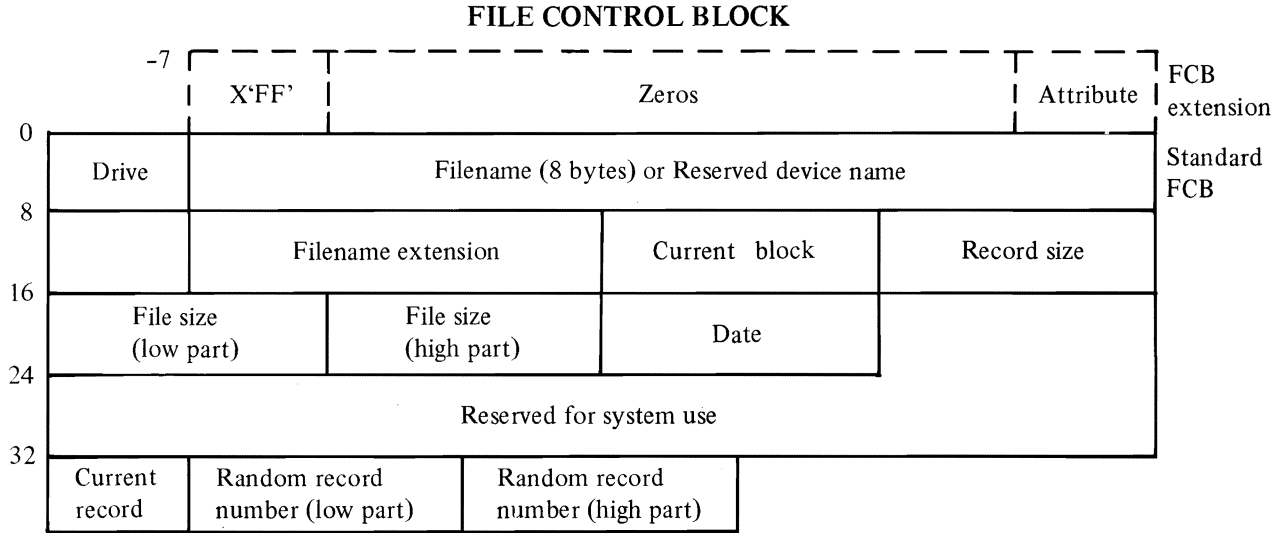 FILE CONTROL BLOCK
-7
X'FF'
Zeros
Attribute
FCB
extension
0
Drive
Filename (8 bytes) or Reserved device name
Standard
FCB
8
Filename extension
Current block
Record size
16
File size
(low part)
File size
(high part)
Date
24
Reserved for system use
32
Current
record
Random record
number (low part)
Random record
number (high part)